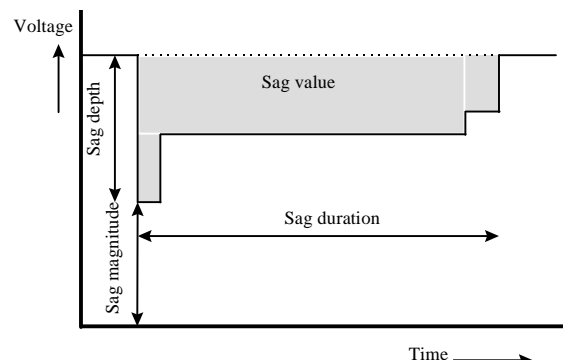 Voltage
Sag value
Sag depth
Sag duration
Sag magnitude
Time